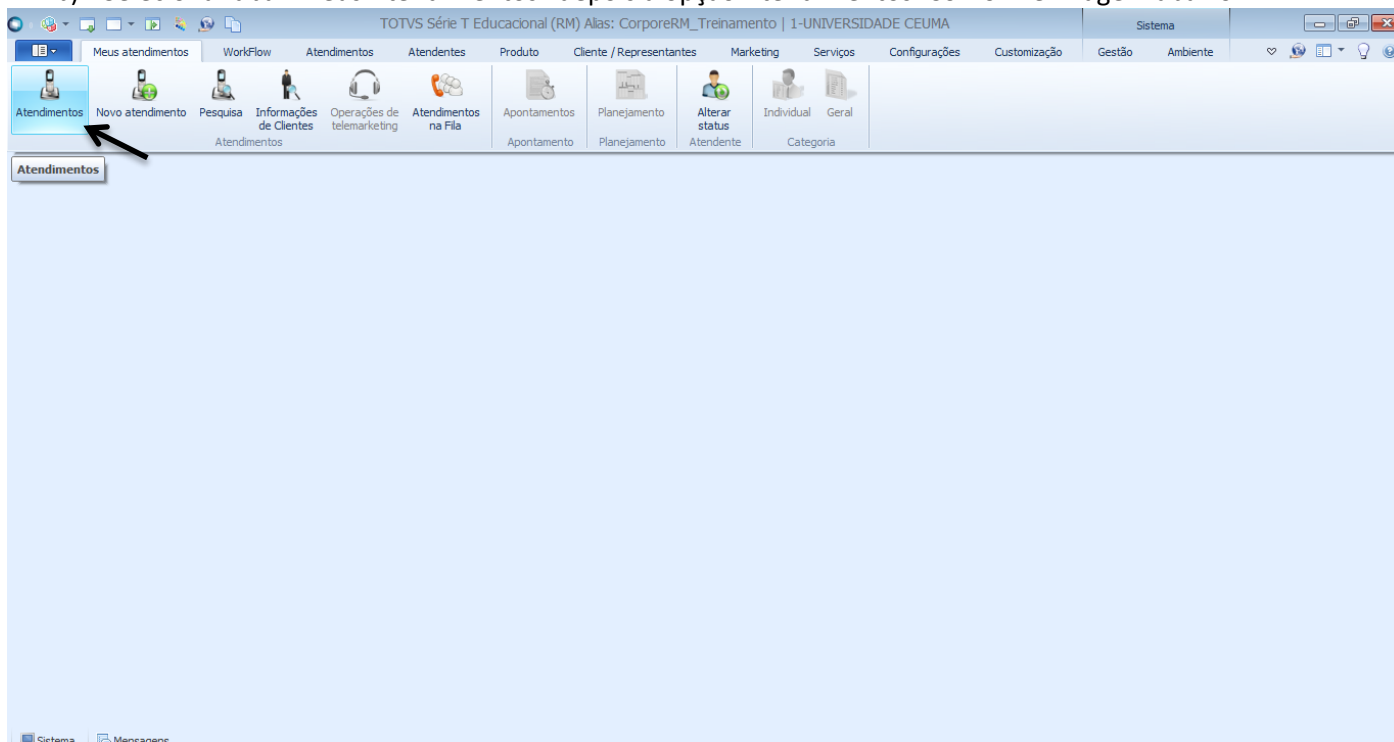 TOTVS Série T Educacional (RM) Alias: CorporeRM_Treinamento | 1-UNIVERSIDADE CEUMA
Sistema
Meus atendimentos WorkFlow Atendimentos Atendentes Produto Cliente / Representantes Marketing Serviços Configurações Customização Gestão Ambiente
Atendimentos Novo atendimento Pesquisa Informações de Clientes Operações de telemarketing Atendimentos na Fila Apontamentos Planejamento Alterar status Individual Geral
Atendimentos Apontamento Planejamento Atendente Categoria
Atendimentos
Sistema Mensagens